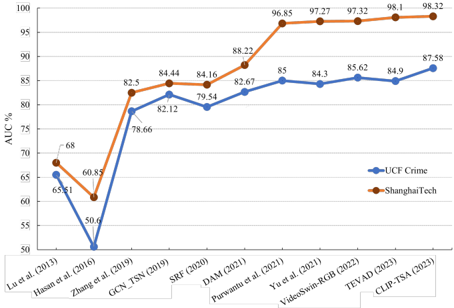 100
95
90
85
80
75
70
65
60
55
50
AUC %
68
60.85
82.5
84.44
84.16
88.22
96.85
97.27
97.32
98.1
98.32
65.51
50.6
78.66
82.12
79.54
82.67
85
84.3
85.62
84.9
87.58
UCF Crime
ShanghaiTech
Lu et al. (2013)
Hasan et al. (2016)
Zhang et al. (2019)
GCN_TSN (2019)
SRF (2020)
DAM (2021)
Purwanto et al. (2021)
Yu et al. (2021)
VideoSwin-RGB (2022)
TEVAD (2023)
CLIP-TSA (2023)